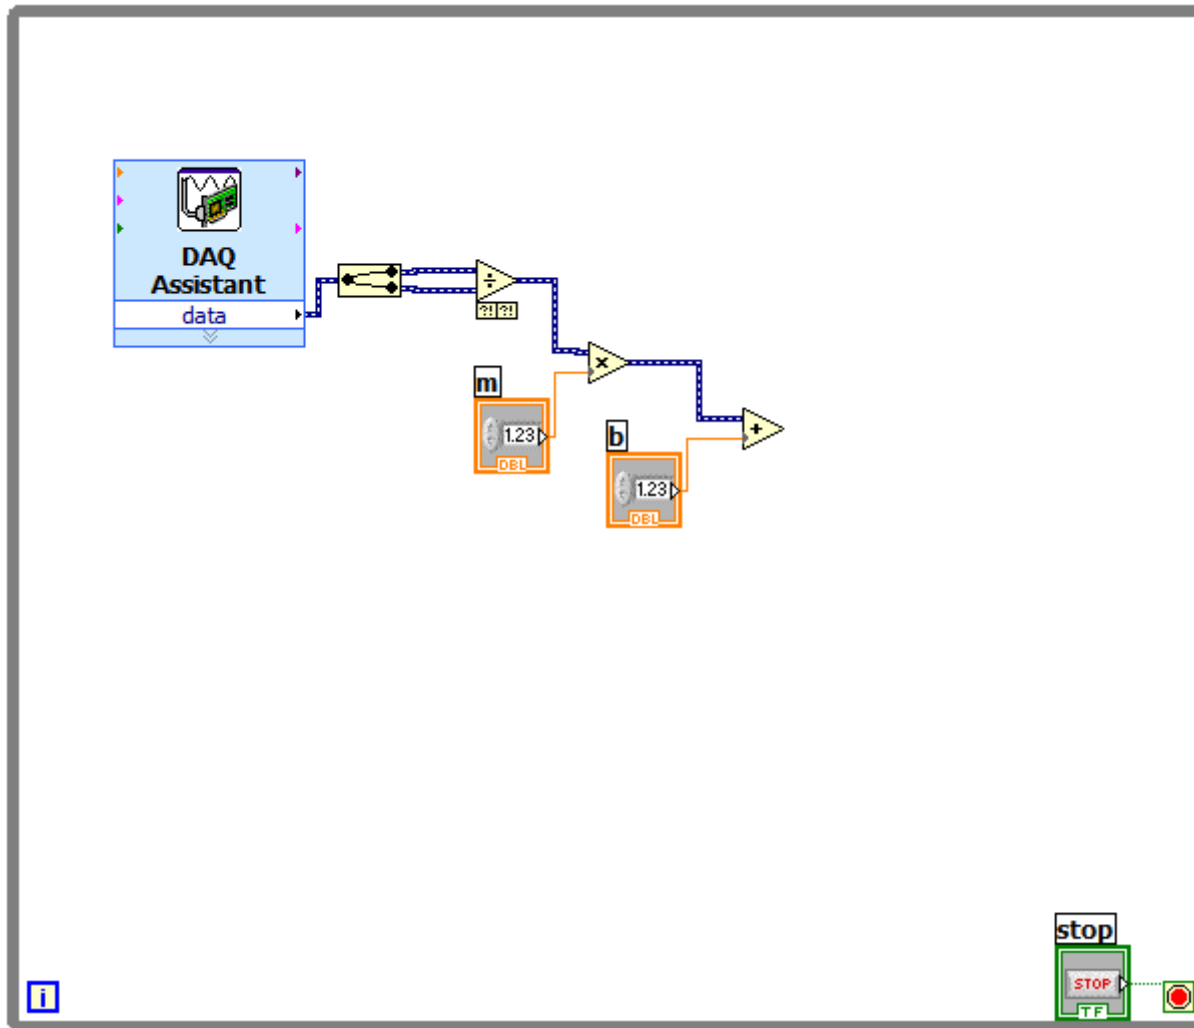 DAQ
Assistant
data
?! ?!
÷
×
+
m
1.23
DBL
b
1.23
DBL
stop
STOP
TF
i